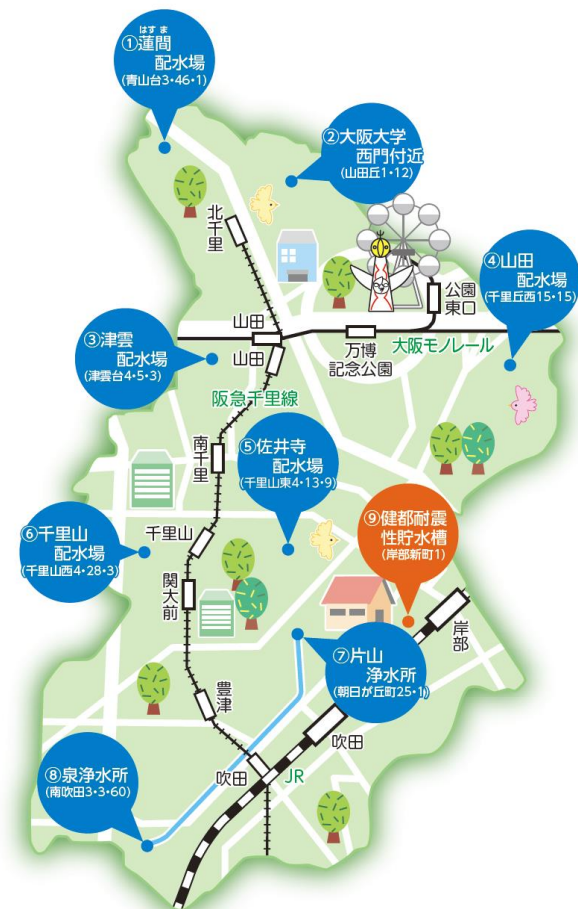 はすま
①蓮間
配水場
(青山台3・46・1)
②大阪大学
西門付近
(山田丘1・12)
北千里
④山田
配水場
(千里丘西15・15)
公園
東口
山田
③津雲
配水場
(津雲台4・5・3)
山田
万博
記念公園
大阪モノレール
阪急千里線
南千里
⑤佐井寺
配水場
(千里山東4・13・9)
⑥千里山
配水場
(千里山西4・28・3)
千里山
⑨健都耐震
性貯水槽
(岸部新町1)
関大前
岸部
⑦片山
浄水所
(朝日が丘町25・1)
豊津
吹田
吹田
JR
⑧泉浄水所
(南吹田3・3・60)